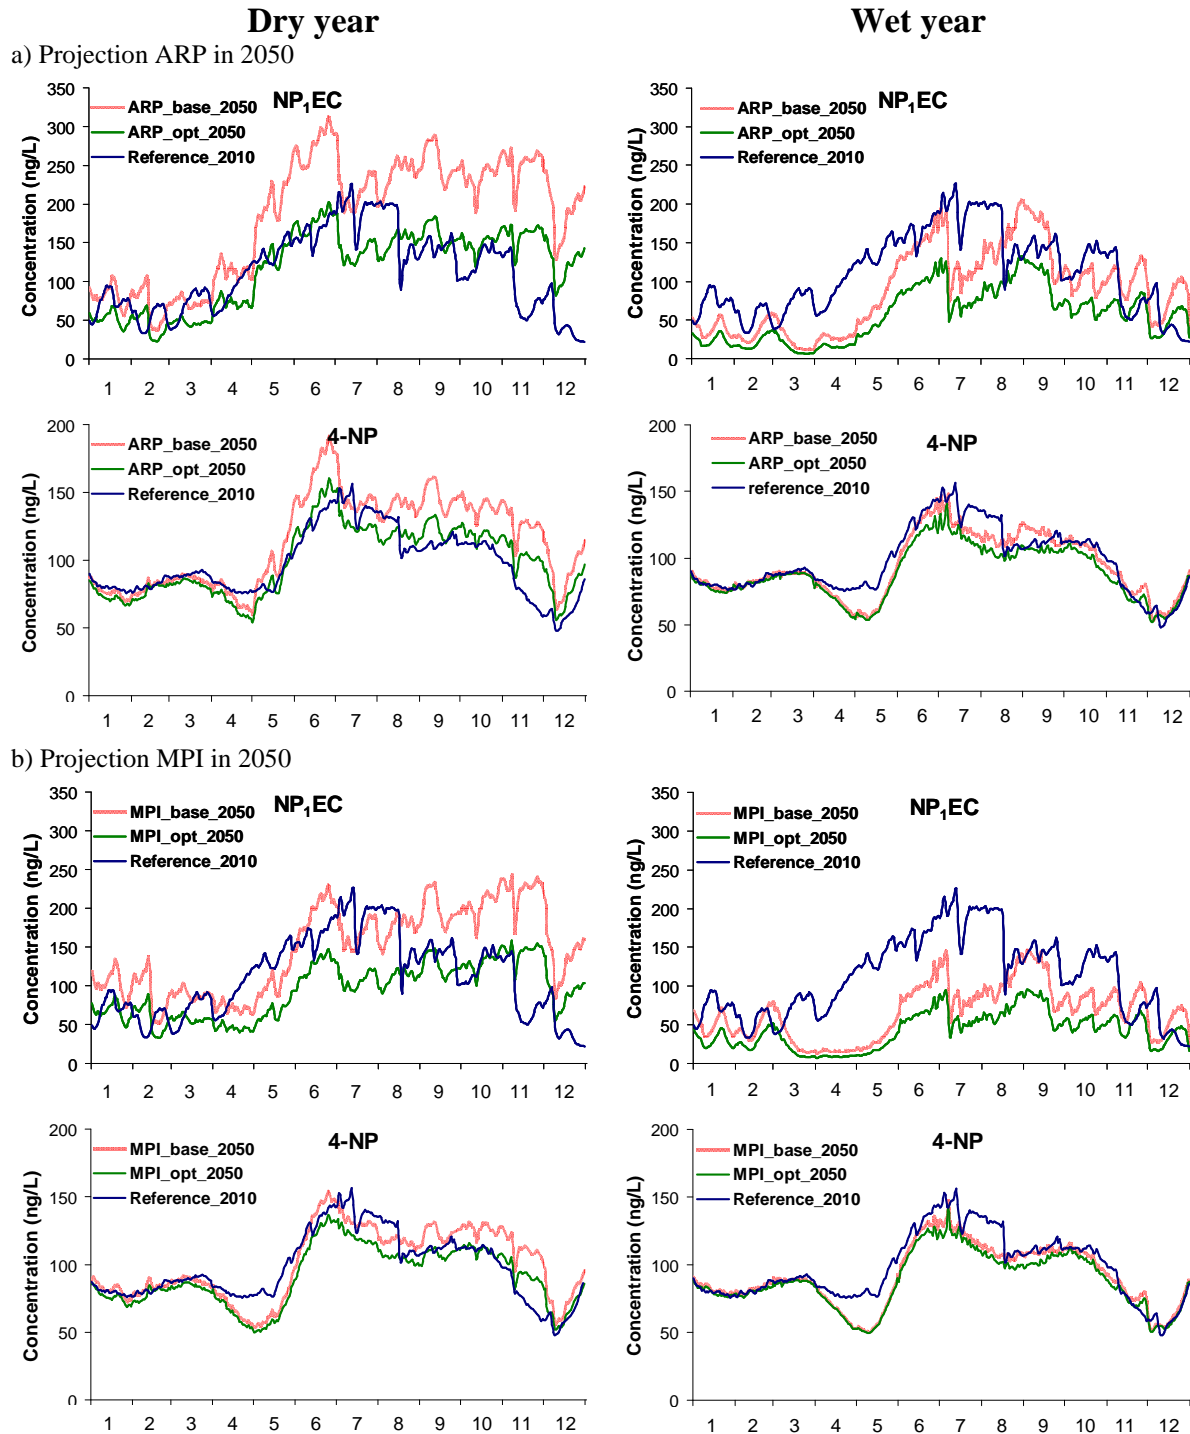 Dry year
Wet year
a) Projection ARP in 2050
NP₁EC
ARP_base_2050
ARP_opt_2050
Reference_2010
Concentration (ng/L)
350
300
250
200
150
100
50
0
1 2 3 4 5 6 7 8 9 10 11 12
NP₁EC
ARP_base_2050
ARP_opt_2050
Reference_2010
Concentration (ng/L)
350
300
250
200
150
100
50
0
1 2 3 4 5 6 7 8 9 10 11 12
4-NP
ARP_base_2050
ARP_opt_2050
Reference_2010
Concentration (ng/L)
200
150
100
50
0
1 2 3 4 5 6 7 8 9 10 11 12
4-NP
ARP_base_2050
ARP_opt_2050
reference_2010
Concentration (ng/L)
200
150
100
50
0
1 2 3 4 5 6 7 8 9 10 11 12
b) Projection MPI in 2050
NP₁EC
MPI_base_2050
MPI_opt_2050
Reference_2010
Concentration (ng/L)
350
300
250
200
150
100
50
0
1 2 3 4 5 6 7 8 9 10 11 12
NP₁EC
MPI_base_2050
MPI_opt_2050
Reference_2010
Concentration (ng/L)
350
300
250
200
150
100
50
0
1 2 3 4 5 6 7 8 9 10 11 12
4-NP
MPI_base_2050
MPI_opt_2050
Reference_2010
Concentration (ng/L)
200
150
100
50
0
1 2 3 4 5 6 7 8 9 10 11 12
4-NP
MPI_base_2050
MPI_opt_2050
Reference_2010
Concentration (ng/L)
200
150
100
50
0
1 2 3 4 5 6 7 8 9 10 11 12